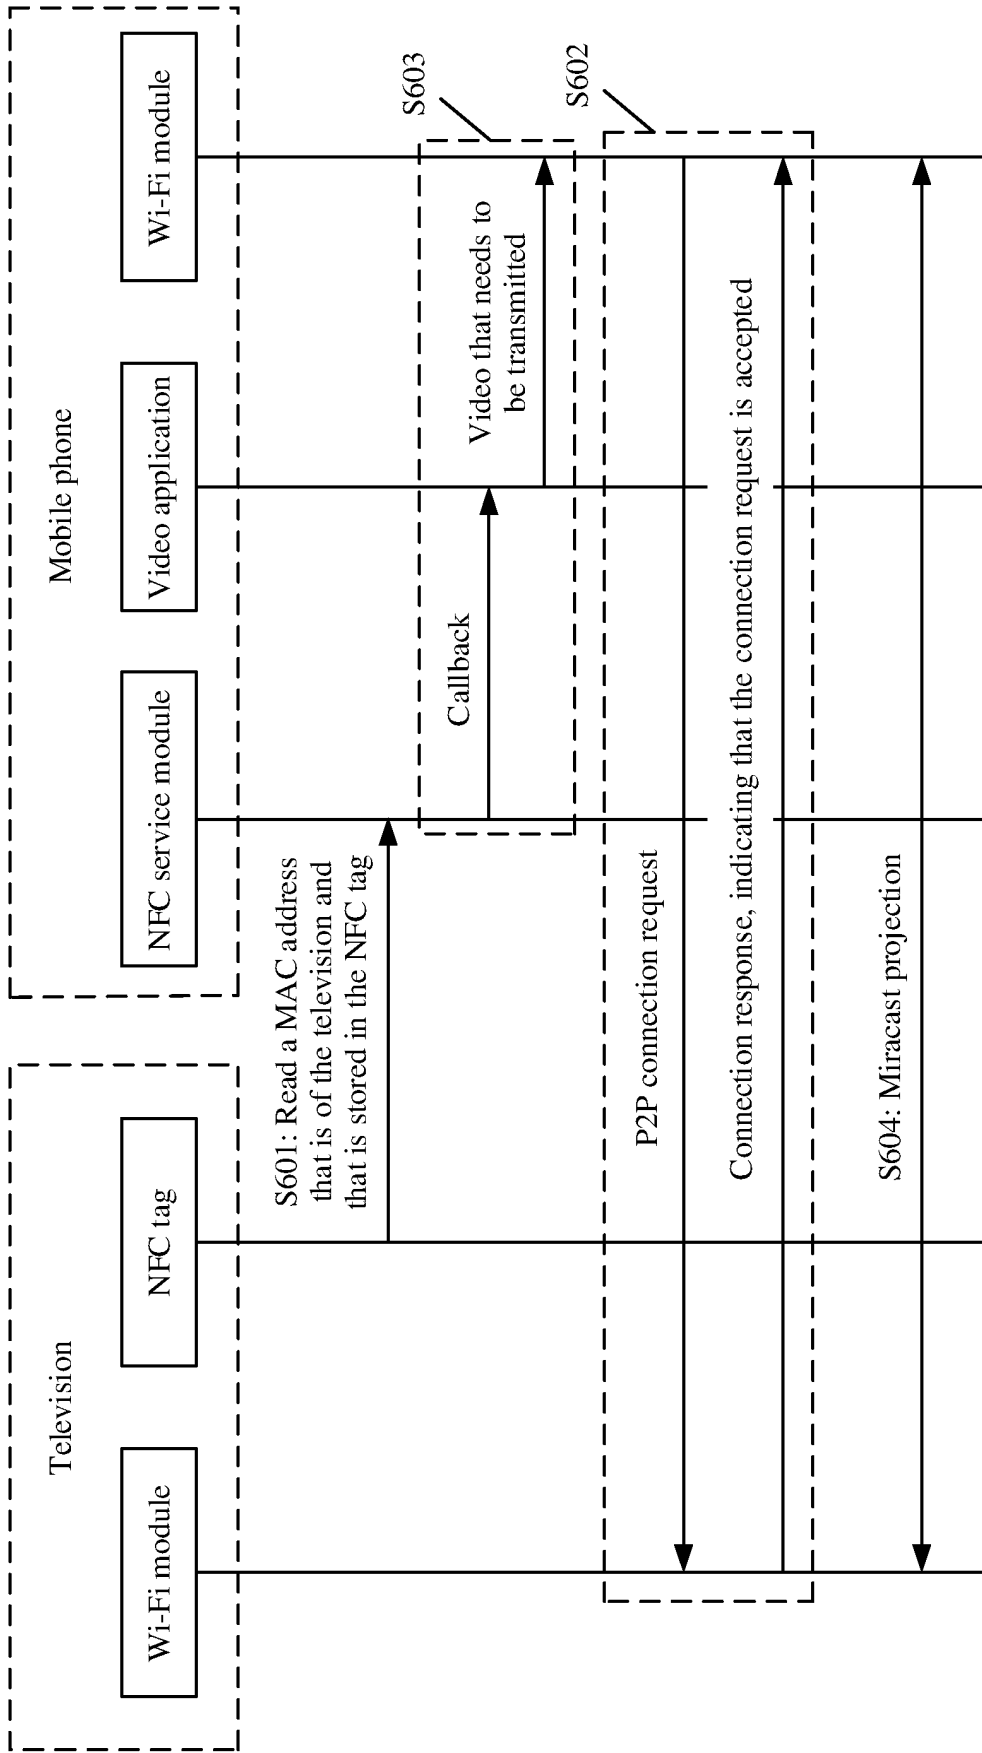 Television
Mobile phone
Wi-Fi module
NFC tag
NFC service module
Video application
Wi-Fi module
S601: Read a MAC address
that is of the television and
that is stored in the NFC tag
S603
Callback
Video that needs to
be transmitted
S602
P2P connection request
Connection response, indicating that the connection request is accepted
S604: Miracast projection